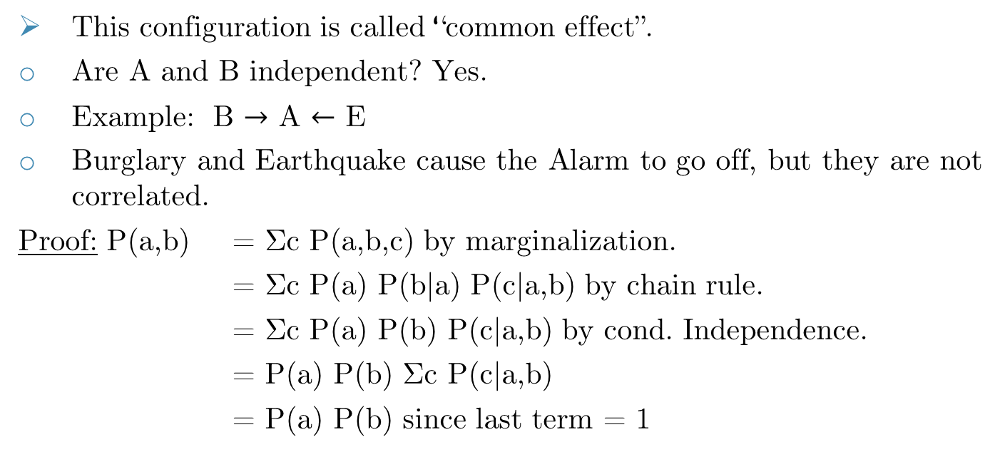 ➢ This configuration is called “common effect”.
○ Are A and B independent? Yes.
○ Example: B → A ← E
○ Burglary and Earthquake cause the Alarm to go off, but they are not
correlated.
Proof: P(a,b) = Σc P(a,b,c) by marginalization.
= Σc P(a) P(b|a) P(c|a,b) by chain rule.
= Σc P(a) P(b) P(c|a,b) by cond. Independence.
= P(a) P(b) Σc P(c|a,b)
= P(a) P(b) since last term = 1